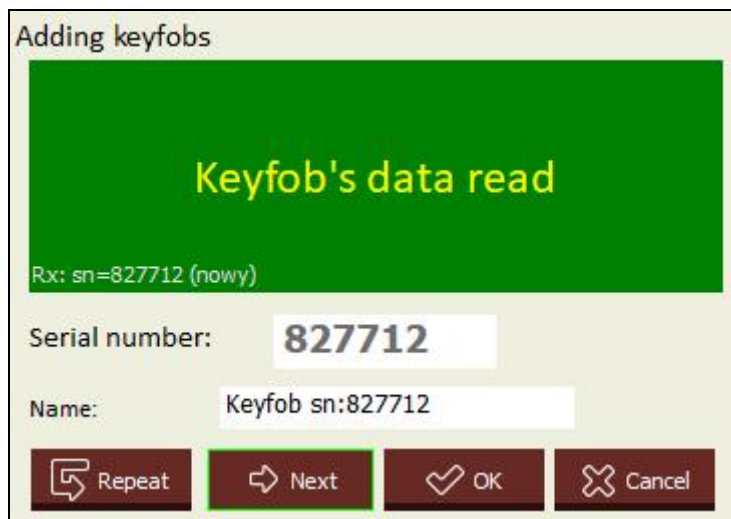 Adding keyfobs
Keyfob's data read
Rx: sn=827712 (nowy)
Serial number: 827712
Name: Keyfob sn:827712
Repeat Next OK Cancel